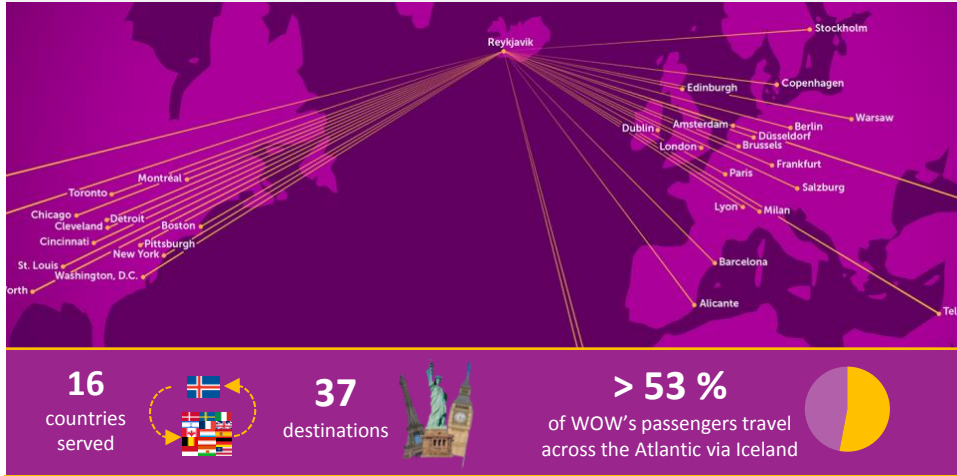 Reykjavik
Stockholm
Edinburgh
Copenhagen
Warsaw
Dublin
Amsterdam
Berlin
Düsseldorf
London
Brussels
Frankfurt
Paris
Salzburg
Lyon
Milan
Barcelona
Alicante
Tel
Montréal
Toronto
Chicago
Detroit
Cleveland
Boston
Cincinnati
Pittsburgh
New York
St. Louis
Washington, D.C.
orth
16
countries
served
37
destinations
> 53 %
of WOW's passengers travel
across the Atlantic via Iceland